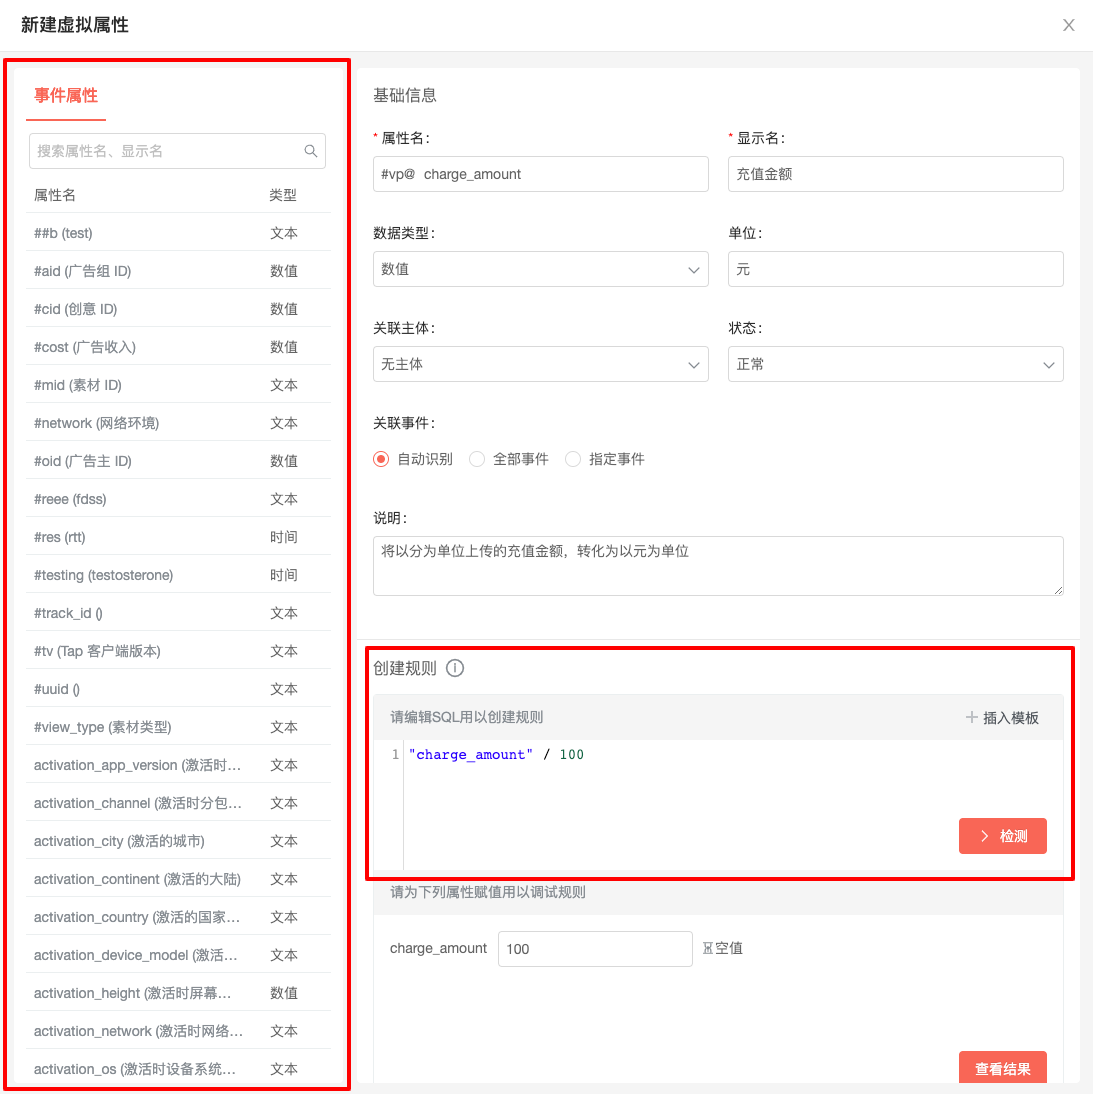 新建虚拟属性
事件属性
搜索属性名、显示名
属性名 类型
##b (test) 文本
#aid (广告组 ID) 数值
#cid (创意 ID) 数值
#cost (广告收入) 数值
#mid (素材 ID) 文本
#network (网络环境) 文本
#oid (广告主 ID) 数值
#reee (fdss) 文本
#res (rtt) 时间
#testing (testosterone) 时间
#track_id () 文本
#tv (Tap 客户端版本) 文本
#uuid () 文本
#view_type (素材类型) 文本
activation_app_version (激活时... 文本
activation_channel (激活时分包... 文本
activation_city (激活的城市) 文本
activation_continent (激活的大陆) 文本
activation_country (激活的国家... 文本
activation_device_model (激活... 文本
activation_height (激活时屏幕... 数值
activation_network (激活时网络... 文本
activation_os (激活时设备系统... 文本
基础信息
* 属性名: * 显示名:
#vp@ charge_amount 充值金额
数据类型: 单位:
数值 元
关联主体: 状态:
无主体 正常
关联事件:
自动识别 全部事件 指定事件
说明:
将以分为单位上传的充值金额，转化为以元为单位
创建规则
请编辑SQL用以创建规则 + 插入模板
1 "charge_amount" / 100
检测
请为下列属性赋值用以调试规则
charge_amount 100 空值
查看结果